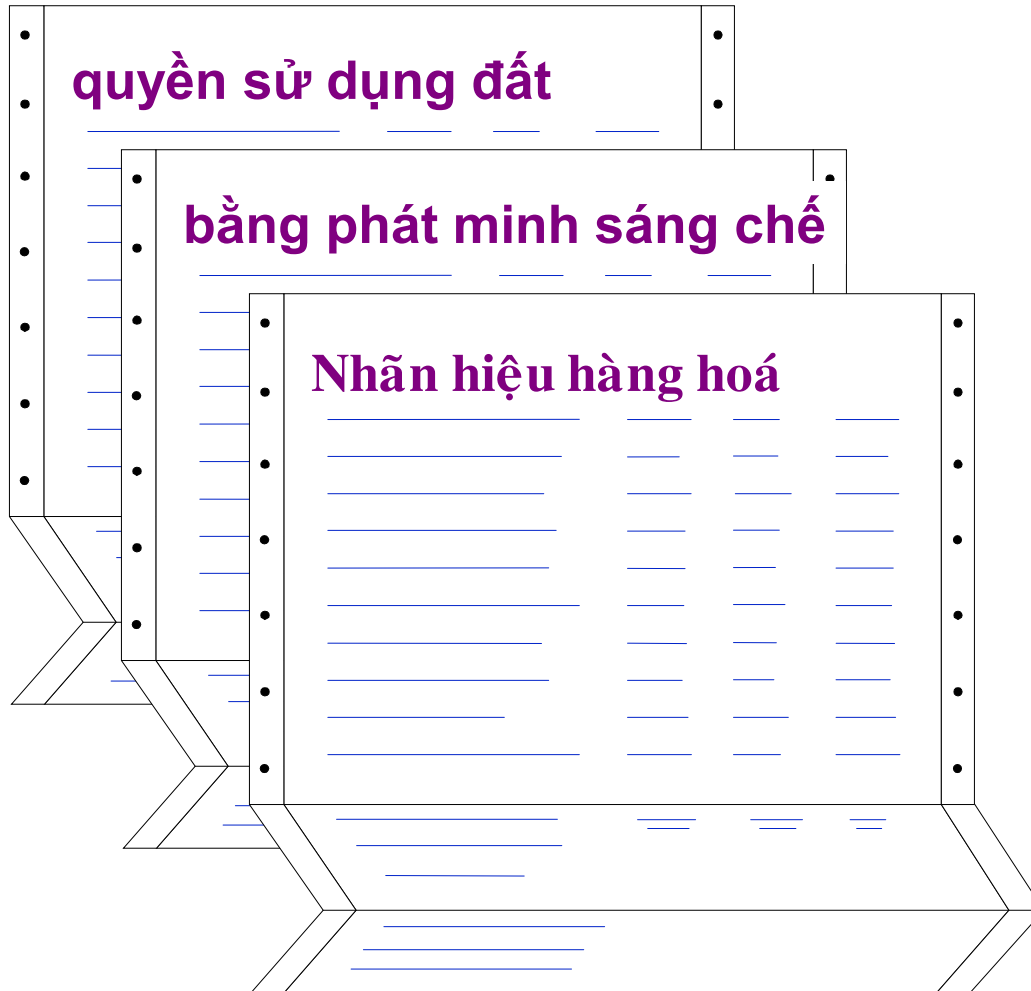 quyền sử dụng đất
bằng phát minh sáng chế
Nhãn hiệu hàng hoá